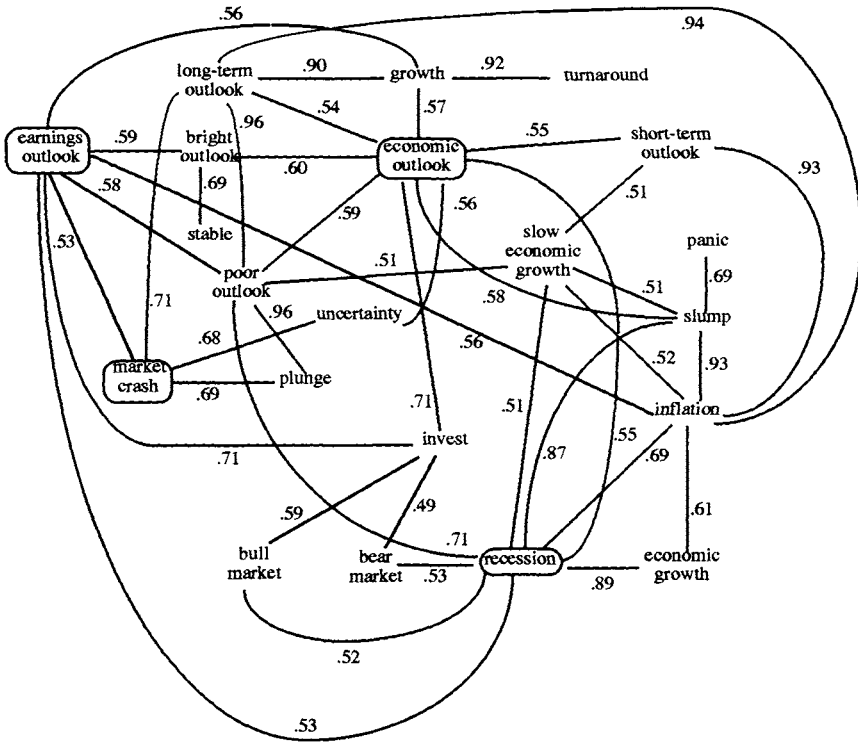 .56
.94
long-term
outlook
.90
growth
.92
turnaround
.96
.54
.57
earnings
outlook
.59
bright
outlook
.60
economic
outlook
.55
short-term
outlook
.93
.58
.69
.59
.56
.51
stable
slow
economic
growth
panic
.53
poor
outlook
.51
.58
.51
.69
.71
.96
uncertainty
slump
.68
.56
.52
.93
market
crash
.69
plunge
.71
.51
inflation
.71
invest
.87
.55
.69
.59
.49
.61
bull
market
bear
market
.71
.53
recession
.89
economic
growth
.52
.53